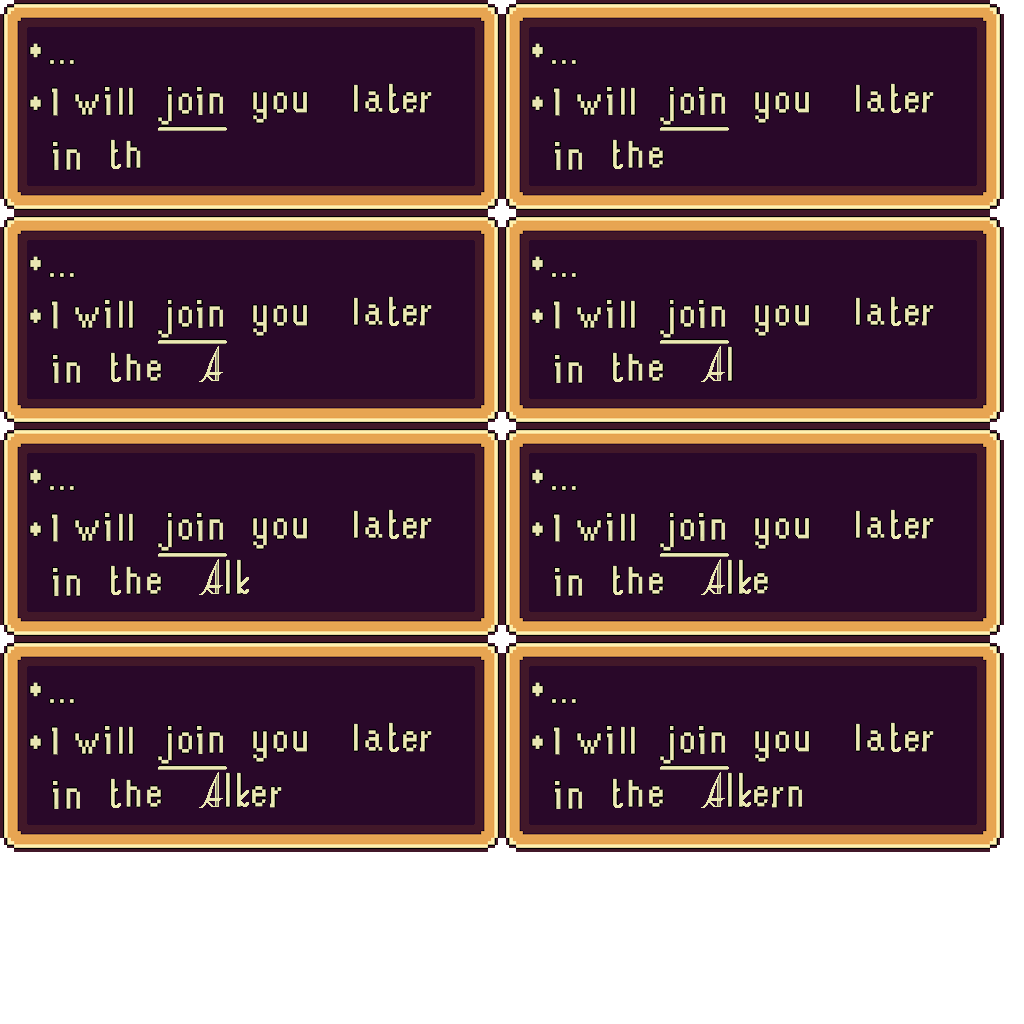 ...
I will join you later
in th
...
I will join you later
in the
...
I will join you later
in the A
...
I will join you later
in the Al
...
I will join you later
in the Alk
...
I will join you later
in the Alke
...
I will join you later
in the Alker
...
I will join you later
in the Alkern